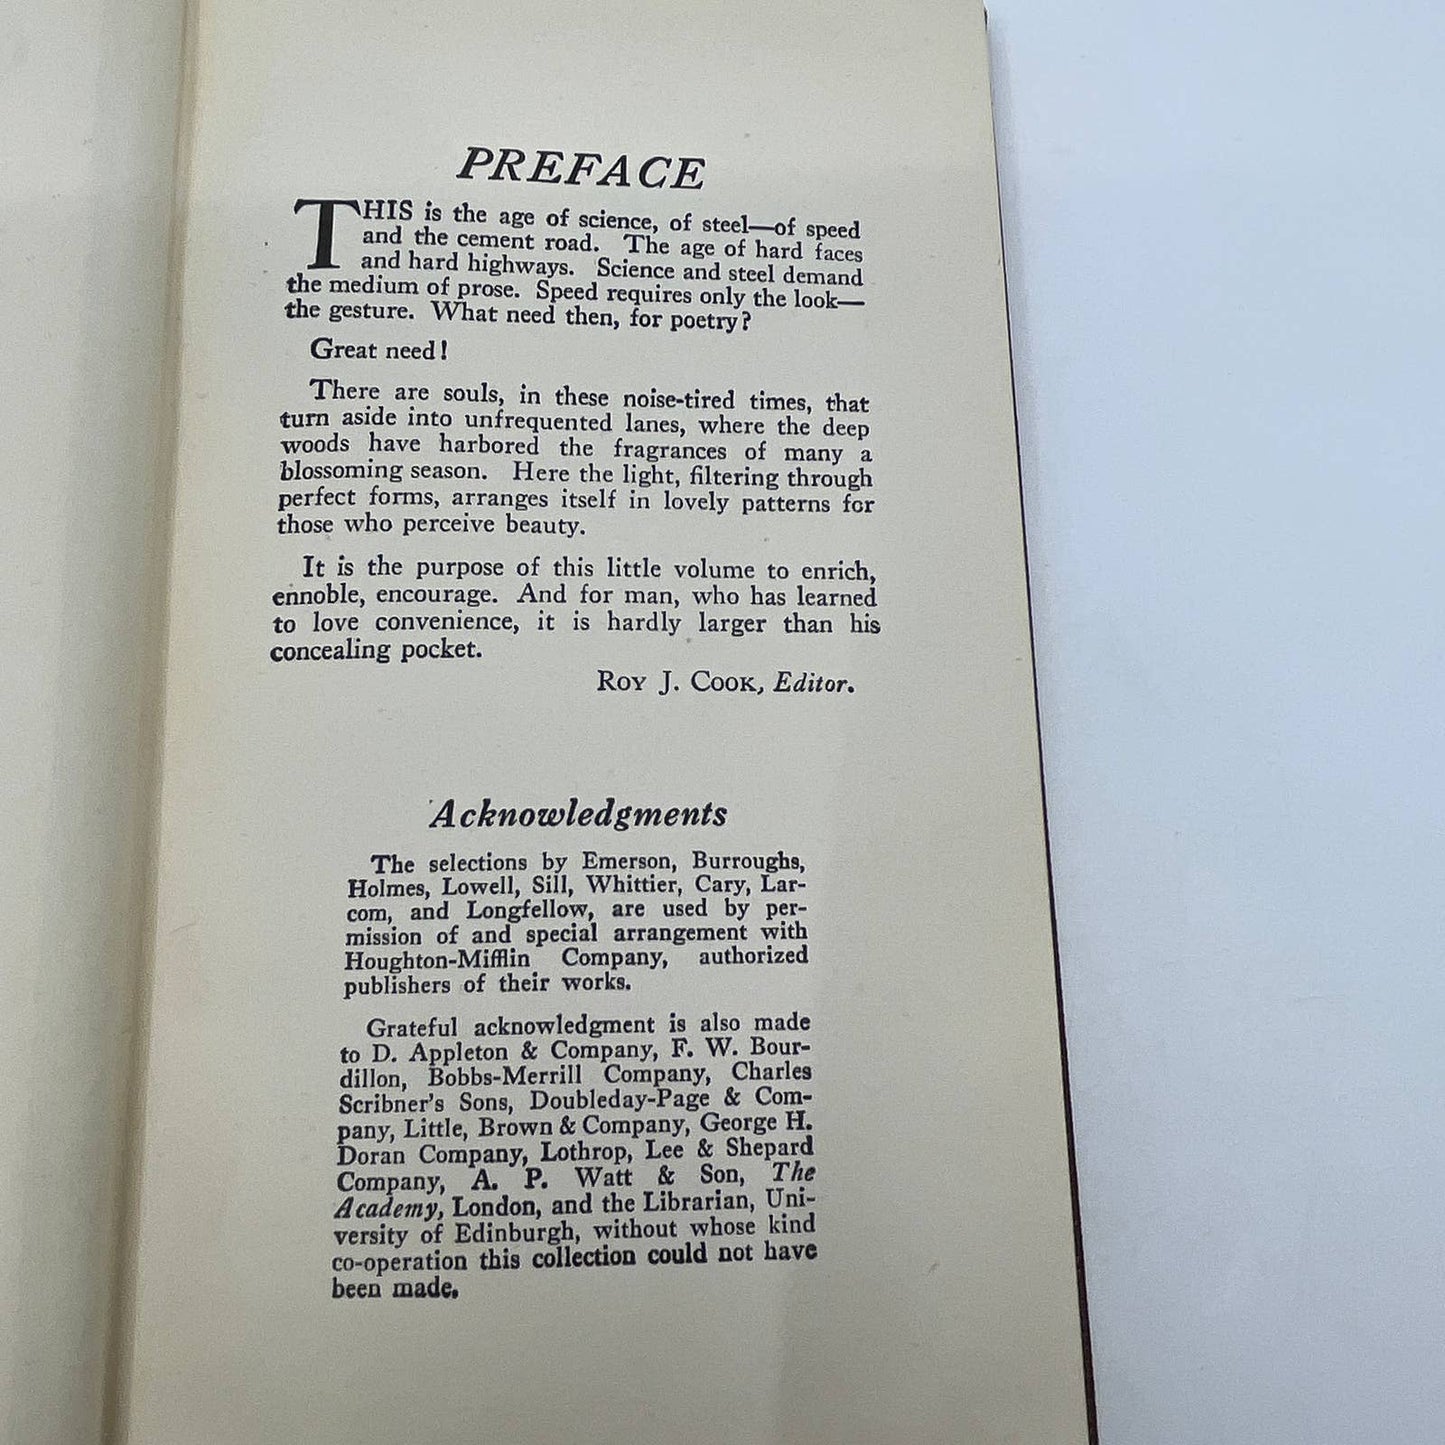 PREFACE
THIS is the age of science, of steel—of speed
and the cement road. The age of hard faces
and hard highways. Science and steel demand
the medium of prose. Speed requires only the look—
the gesture. What need then, for poetry?
Great need!
There are souls, in these noise-tired times, that
turn aside into unfrequented lanes, where the deep
woods have harbored the fragrances of many a
blossoming season. Here the light, filtering through
perfect forms, arranges itself in lovely patterns for
those who perceive beauty.
It is the purpose of this little volume to enrich,
ennoble, encourage. And for man, who has learned
to love convenience, it is hardly larger than his
concealing pocket.
ROY J. COOK, Editor.
Acknowledgments
The selections by Emerson, Burroughs,
Holmes, Lowell, Sill, Whittier, Cary, Lar-
com, and Longfellow, are used by per-
mission of and special arrangement with
Houghton-Mifflin Company, authorized
publishers of their works.
Grateful acknowledgment is also made
to D. Appleton & Company, F. W. Bour-
dillon, Bobbs-Merrill Company, Charles
Scribner's Sons, Doubleday-Page & Com-
pany, Little, Brown & Company, George H.
Doran Company, Lothrop, Lee & Shepard
Company, A. P. Watt & Son, The
Academy, London, and the Librarian, Uni-
versity of Edinburgh, without whose kind
co-operation this collection could not have
been made.